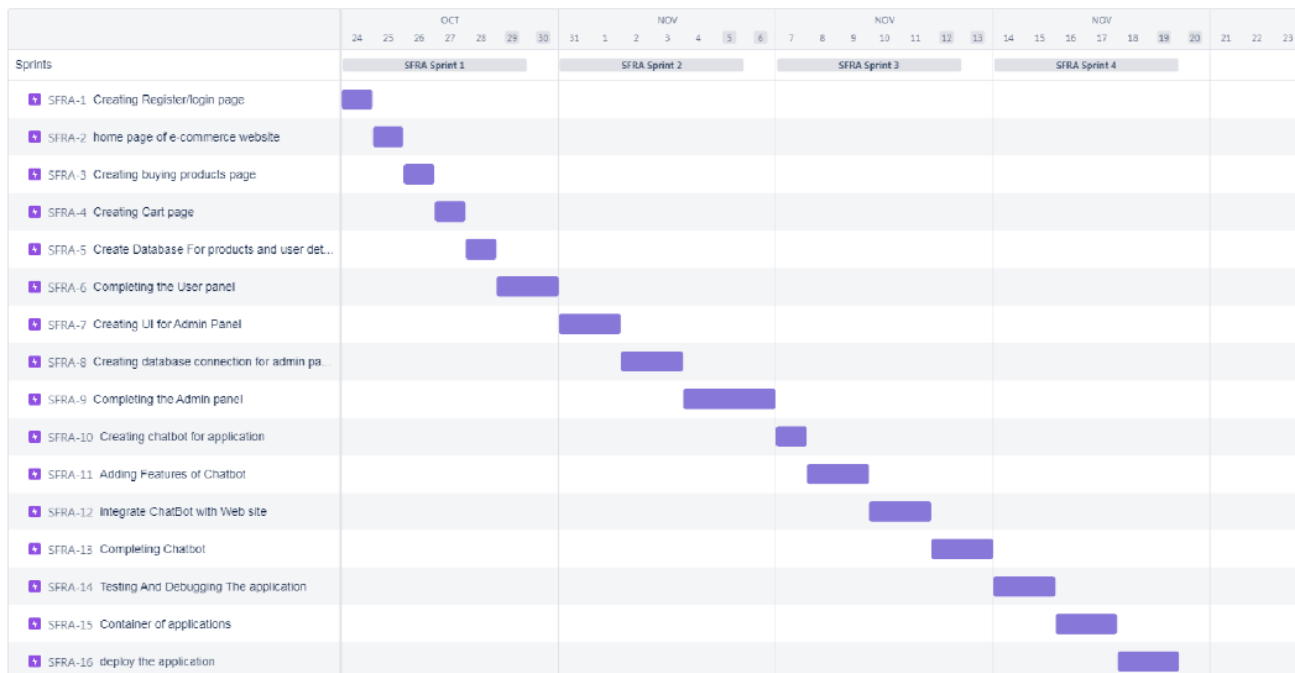 OCT NOV NOV NOV
24 25 26 27 28 29 30 31 1 2 3 4 5 6 7 8 9 10 11 12 13 14 15 16 17 18 19 20 21 22 23
Sprints SFRA Sprint 1 SFRA Sprint 2 SFRA Sprint 3 SFRA Sprint 4
SFRA-1 Creating Register/login page
SFRA-2 home page of e-commerce website
SFRA-3 Creating buying products page
SFRA-4 Creating Cart page
SFRA-5 Create Database For products and user det...
SFRA-6 Completing the User panel
SFRA-7 Creating UI for Admin Panel
SFRA-8 Creating database connection for admin pa...
SFRA-9 Completing the Admin panel
SFRA-10 Creating chatbot for application
SFRA-11 Adding Features of Chatbot
SFRA-12 Integrate ChatBot with Web site
SFRA-13 Completing Chatbot
SFRA-14 Testing And Debugging The application
SFRA-15 Container of applications
SFRA-16 deploy the application